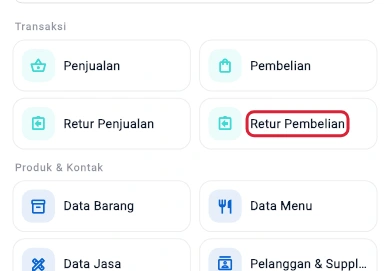 Transaksi
Penjualan
Pembelian
Retur Penjualan
Retur Pembelian
Produk & Kontak
Data Barang
Data Menu
Data Jasa
Pelanggan & Suppl...